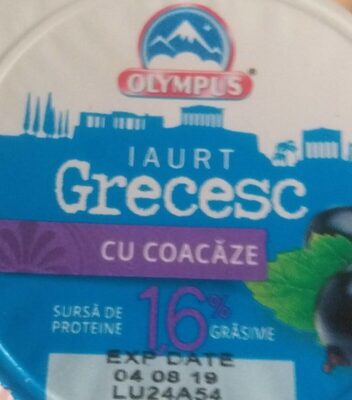 OLYMPUS®
IAURT
Grecesc
CU COACĂZE
SURSĂ DE
PROTEINE
1,6% GRĂSIME
EXP DATE
04 08 19
LU24A54